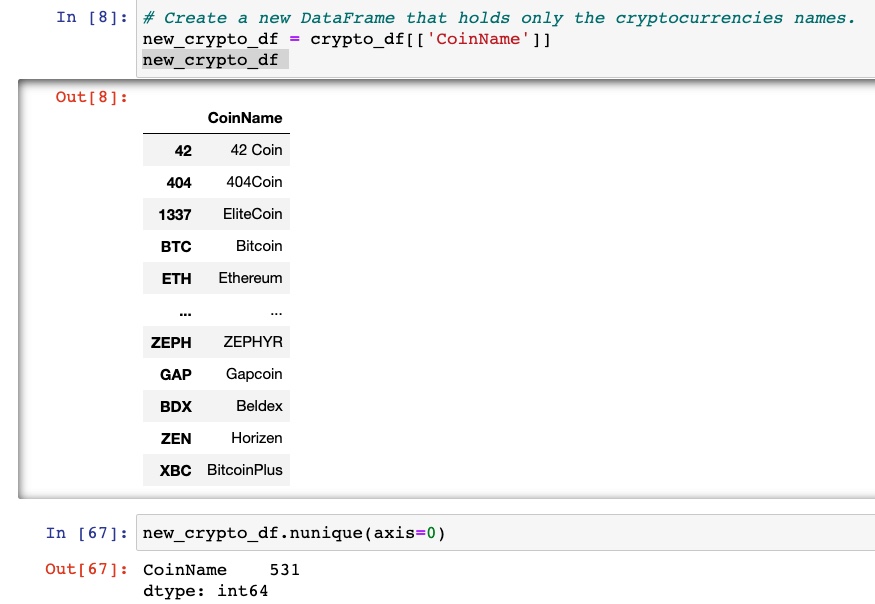 In [8]: # Create a new DataFrame that holds only the cryptocurrencies names.
new_crypto_df = crypto_df[['CoinName']]
new_crypto_df
Out[8]:
CoinName
42 42 Coin
404 404Coin
1337 EliteCoin
BTC Bitcoin
ETH Ethereum
... ...
ZEPH ZEPHYR
GAP Gapcoin
BDX Beldex
ZEN Horizen
XBC BitcoinPlus
In [67]: new_crypto_df.nunique(axis=0)
Out[67]: CoinName    531
dtype: int64